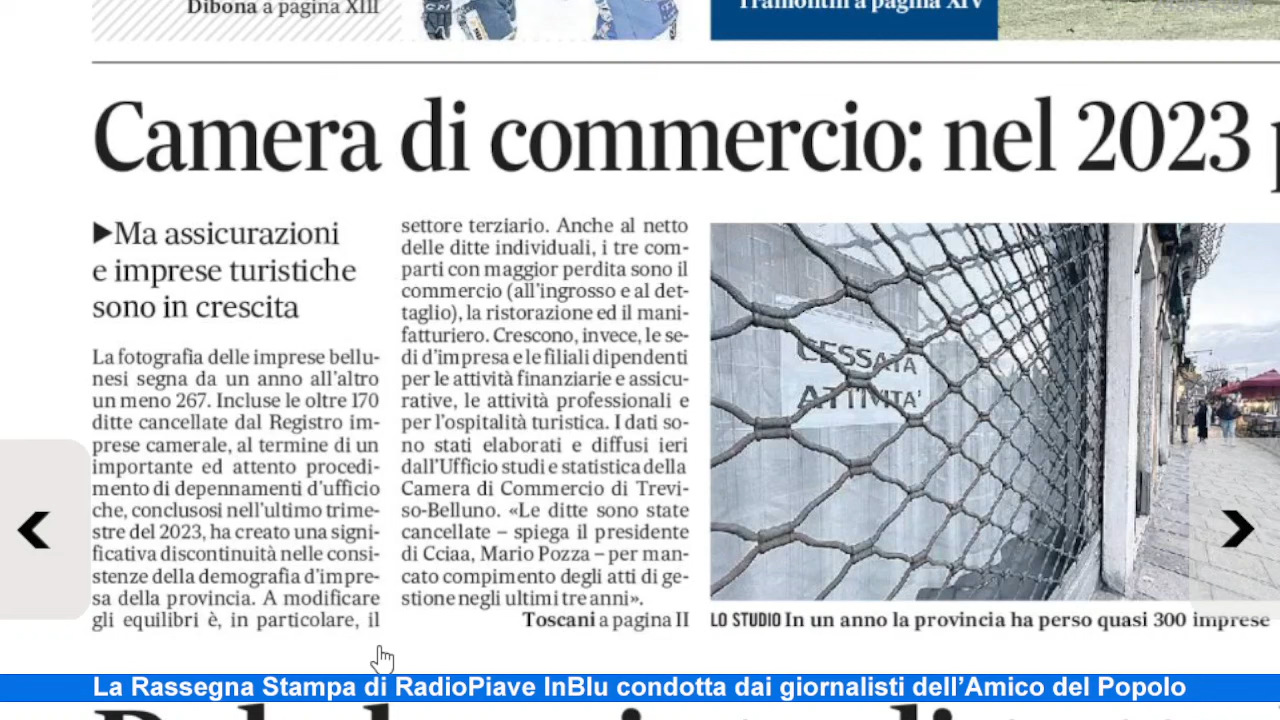 Dibona a pagina XIII
Tramontin a pagina XIV
Camera di commercio: nel 2023
▶Ma assicurazioni
e imprese turistiche
sono in crescita
La fotografia delle imprese bellu-
nesi segna da un anno all'altro
un meno 267. Incluse le oltre 170
ditte cancellate dal Registro im-
prese camerale, al termine di un
importante ed attento procedi-
mento di depennamenti d'ufficio
che, conclusosi nell'ultimo trime-
stre del 2023, ha creato una signi-
ficativa discontinuità nelle consi-
stenze della demografia d'impre-
sa della provincia. A modificare
gli equilibri è, in particolare, il
settore terziario. Anche al netto
delle ditte individuali, i tre com-
parti con maggior perdita sono il
commercio (all'ingrosso e al det-
taglio), la ristorazione ed il mani-
fatturiero. Crescono, invece, le se-
di d'impresa e le filiali dipendenti
per le attività finanziarie e assicu-
rative, le attività professionali e
per l'ospitalità turistica. I dati so-
no stati elaborati e diffusi ieri
dall'Ufficio studi e statistica della
Camera di Commercio di Trevi-
so-Belluno. «Le ditte sono state
cancellate – spiega il presidente
di Cciaa, Mario Pozza – per man-
cato compimento degli atti di ge-
stione negli ultimi tre anni».
Toscani a pagina II
CESSATA
ATTIVITA'
LO STUDIO In un anno la provincia ha perso quasi 300 imprese
La Rassegna Stampa di RadioPiave InBlu condotta dai giornalisti dell'Amico del Popolo